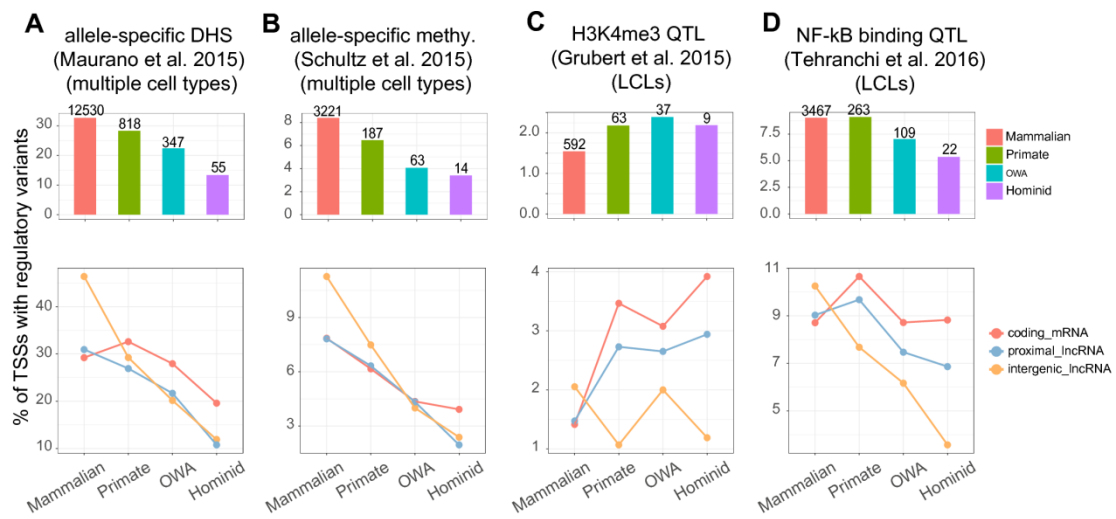 A
allele-specific DHS
(Maurano et al. 2015)
(multiple cell types)
B
allele-specific methy.
(Schultz et al. 2015)
(multiple cell types)
C
H3K4me3 QTL
(Grubert et al. 2015)
(LCLs)
D
NF-kB binding QTL
(Tehranchi et al. 2016)
(LCLs)
% of TSSs with regulatory variants
30
20
10
0
12530
818
347
55
8
6
4
2
0
3221
187
63
14
2.0
1.0
0.0
592
63
37
9
7.5
5.0
2.5
0.0
3467
263
109
22
Mammalian
Primate
OWA
Hominid
40
30
20
10
Mammalian
Primate
OWA
Hominid
9
6
3
Mammalian
Primate
OWA
Hominid
4
3
2
1
Mammalian
Primate
OWA
Hominid
11
9
7
5
Mammalian
Primate
OWA
Hominid
coding_mRNA
proximal_lncRNA
intergenic_lncRNA